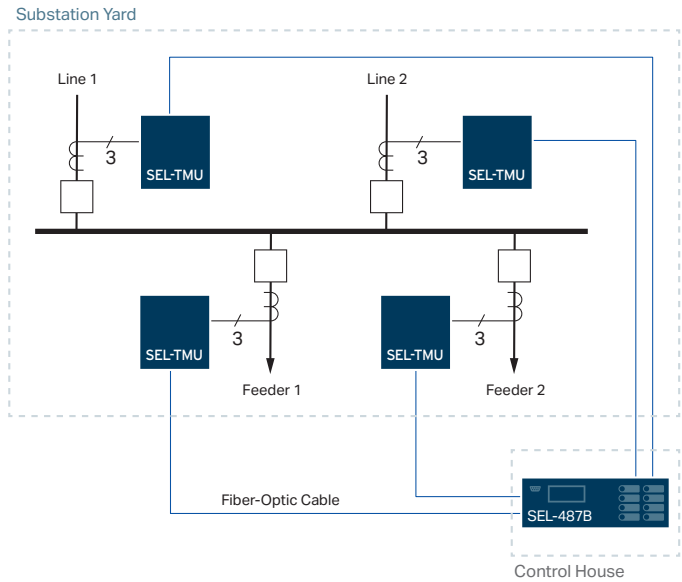 Substation Yard
Line 1
Line 2
3
SEL-TMU
3
SEL-TMU
SEL-TMU
3
SEL-TMU
3
Feeder 1
Feeder 2
Fiber-Optic Cable
SEL-487B
Control House